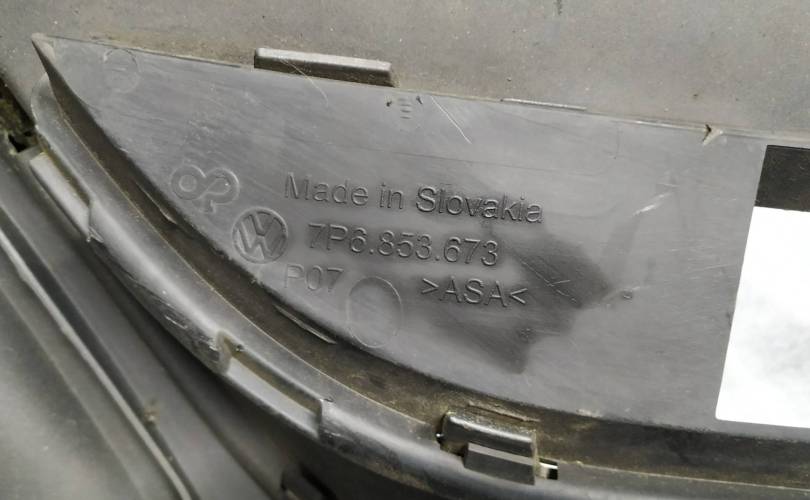 Made in Slovakia
7P6.853.673
P07 >ASA<